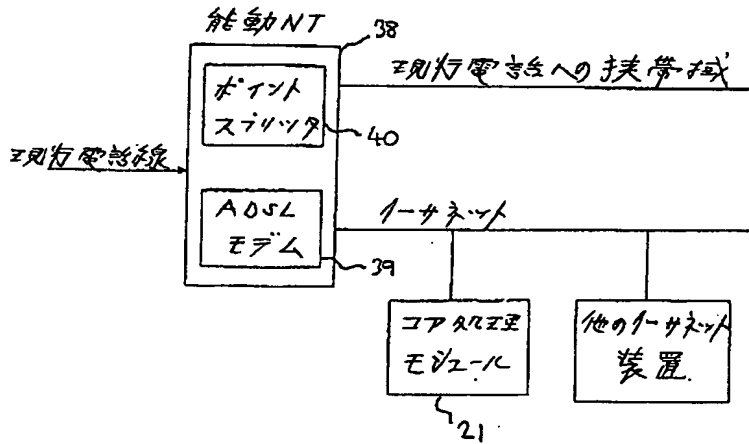 能動NT
38
ポイント
スプリッタ
40
現行電話への狭帯域
現行電話線
ADSL
モデム
39
イーサネット
コア処理
モジュール
21
他のイーサネット
装置